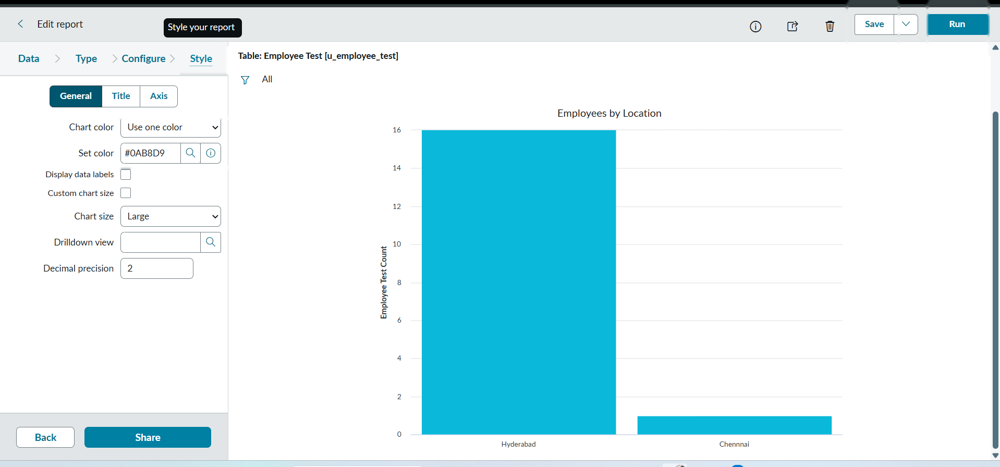 Edit report
Style your report
Save
Run
Data
Type
Configure
Style
Table: Employee Test [u_employee_test]
All
General
Title
Axis
Chart color
Use one color
Set color
#0AB8D9
Display data labels
Custom chart size
Chart size
Large
Drilldown view
Decimal precision
2
Back
Share
Employees by Location
Employee Test Count
16
14
12
10
8
6
4
2
0
Hyderabad
Chennnai